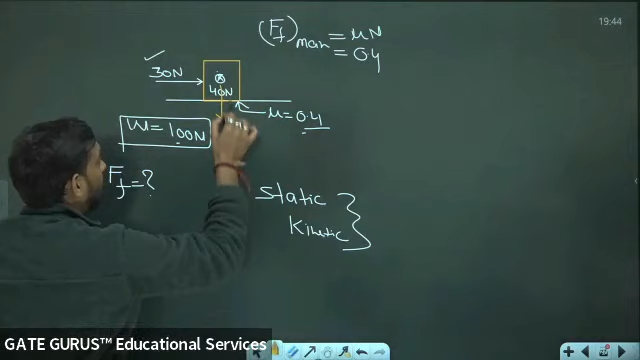 19:44
(Ff)max = μN
= 0.4
30N
40N
μ = 0.4
W = 100N
Ff = ?
Static
Kinetic
GATE GURUS™ Educational Services